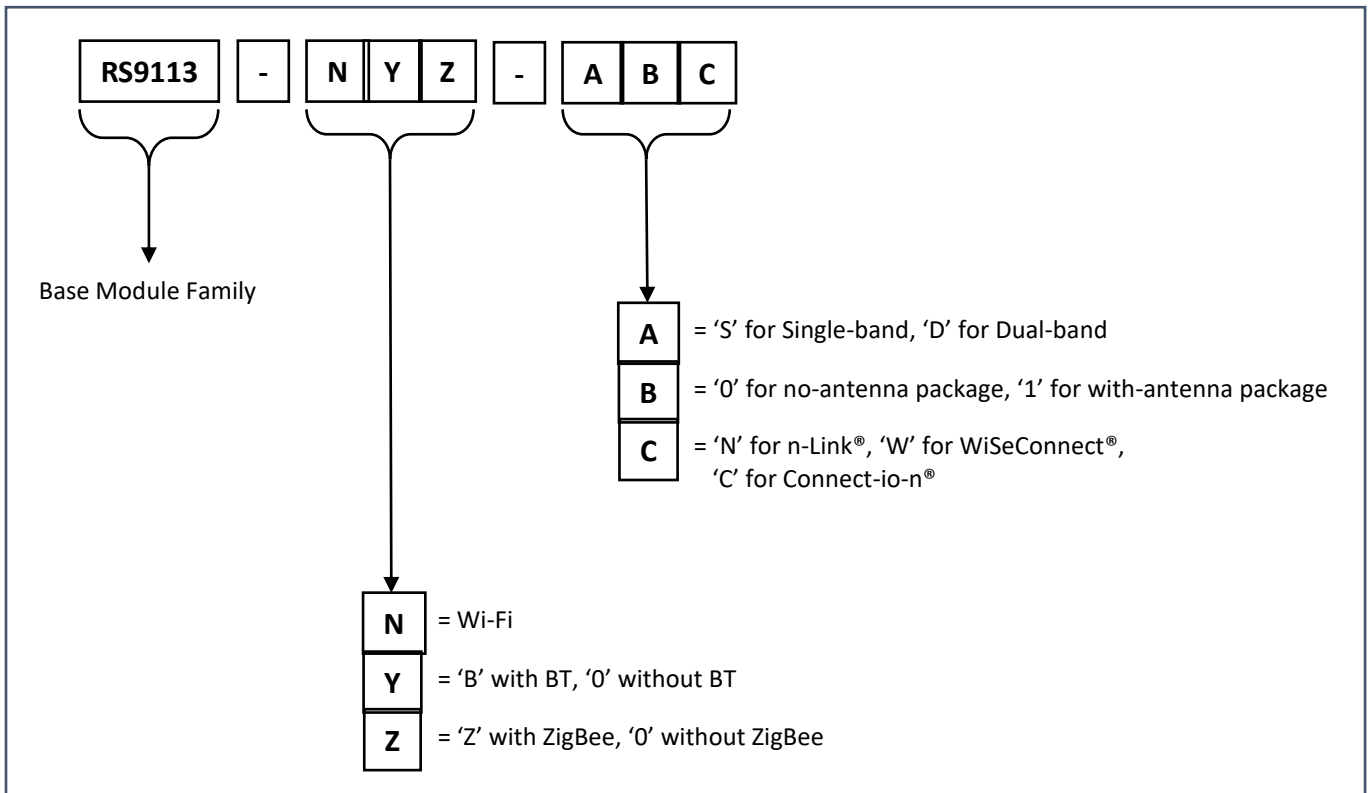 RS9113 - N Y Z - A B C
Base Module Family
A = ‘S’ for Single-band, ‘D’ for Dual-band
B = ‘0’ for no-antenna package, ‘1’ for with-antenna package
C = ‘N’ for n-Link®, ‘W’ for WiSeConnect®,
‘C’ for Connect-io-n®
N = Wi-Fi
Y = ‘B’ with BT, ‘0’ without BT
Z = ‘Z’ with ZigBee, ‘0’ without ZigBee